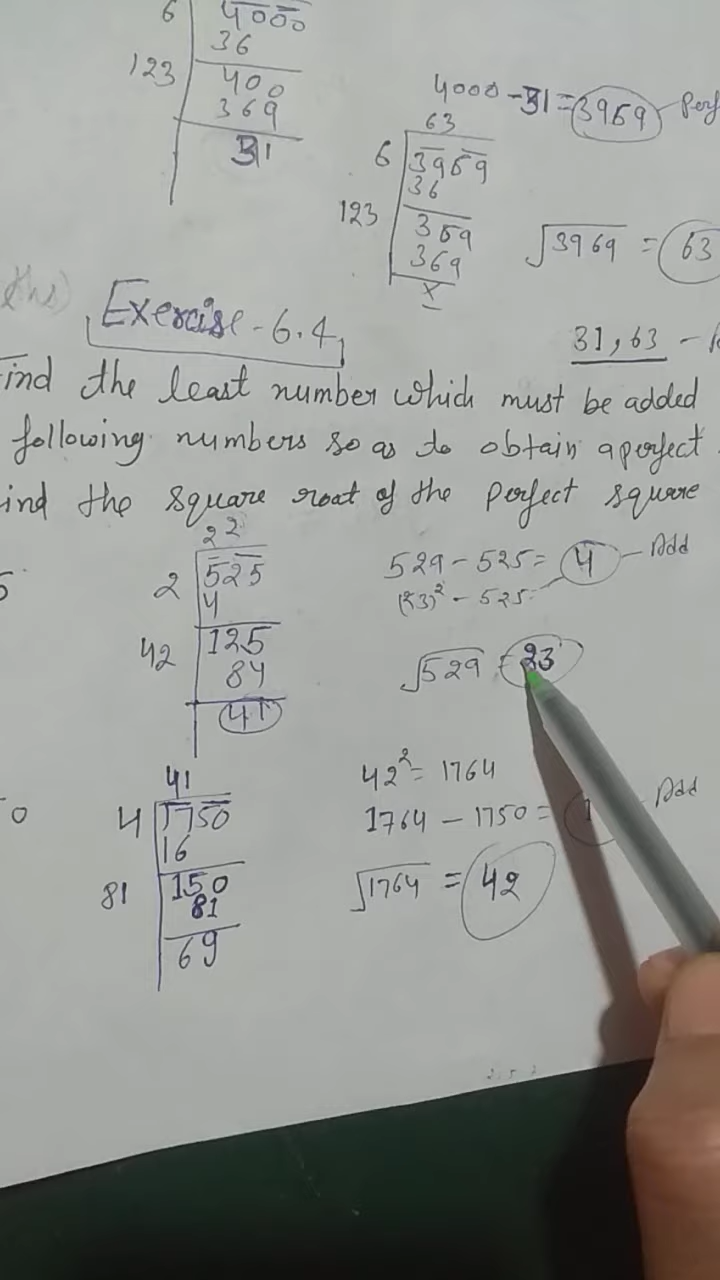 6 4000
36
123 400
369
31
4000 - 31 = 3969
63
6 3969
36
123 369
369
x
√3969 = 63
Exercise - 6.4
31, 63 -
ind the least number which must be added
following numbers so as to obtain a perfect
ind the square root of the perfect square
22
5
2 525
4
42 125
84
41
529 - 525 = 4 - Add
(23)² - 525 =
√529 = 23
41
0
4 1750
16
81 150
81
69
42² = 1764
1764 - 1750 = 1 - Add
√1764 = 42